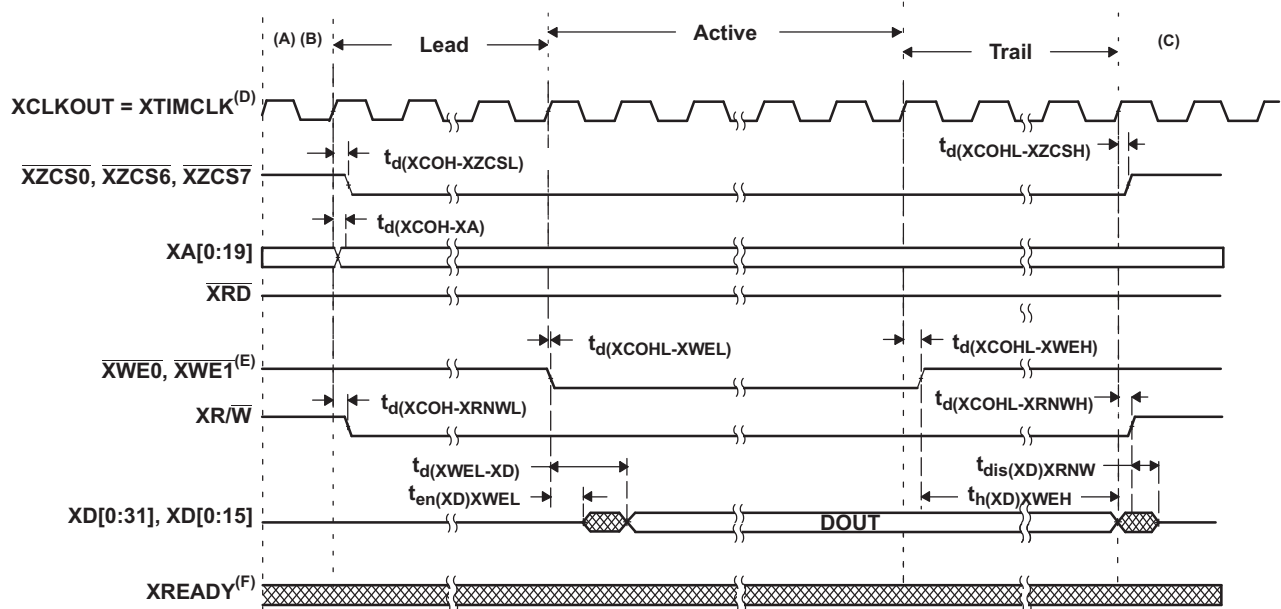 (A) (B)
Lead
Active
Trail
(C)
XCLKOUT = XTIMCLK(D)
td(XCOH-XZCSL)
td(XCOHL-XZCSH)
XZCS0, XZCS6, XZCS7
td(XCOH-XA)
XA[0:19]
XRD
td(XCOHL-XWEL)
td(XCOHL-XWEH)
XWE0, XWE1(E)
td(XCOH-XRNWL)
td(XCOHL-XRNWH)
XR/W
td(XWEL-XD)
tdis(XD)XRNW
ten(XD)XWEL
th(XD)XWEH
XD[0:31], XD[0:15]
DOUT
XREADY(F)